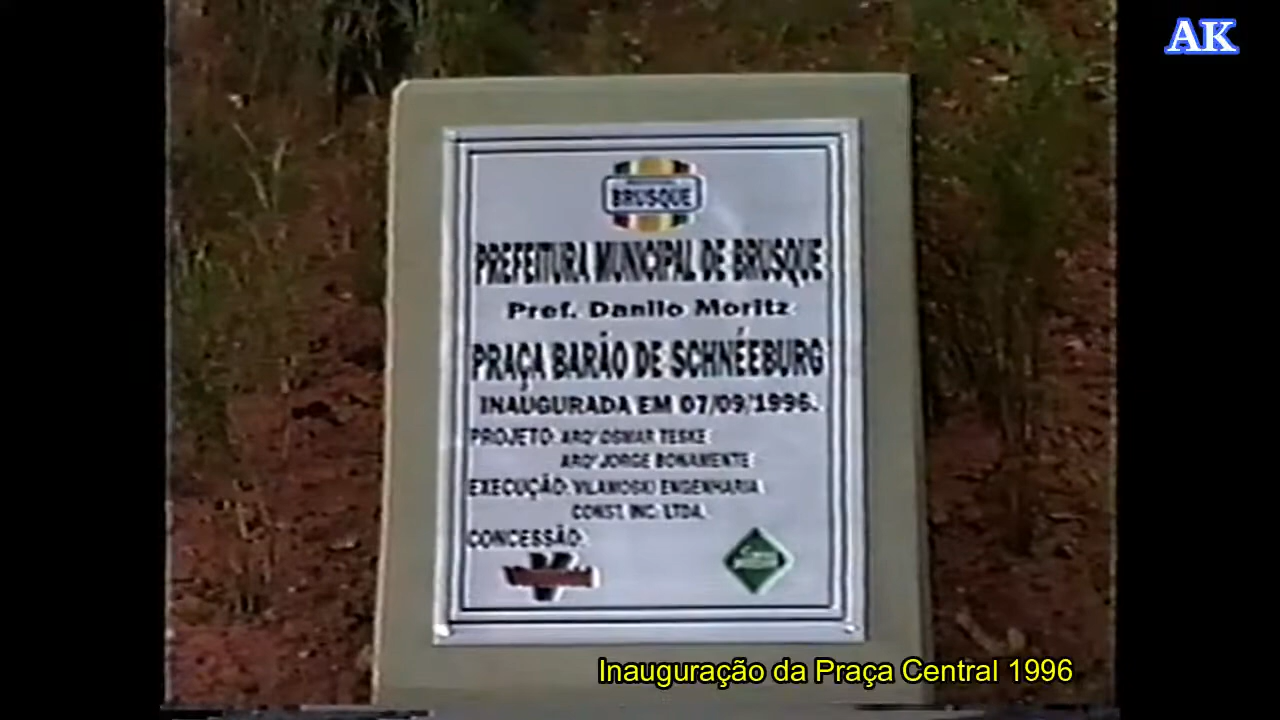 AK
BRUSQUE
PREFEITURA MUNICIPAL DE BRUSQUE
Pref. Danilo Moritz
PRAÇA BARÃO DE SCHNÉEBURG
INAUGURADA EM 07/09/1996.
PROJETO: ARQº OSMAR TESKE
ARQº JORGE BONAMENTE
EXECUÇÃO: VILAMOSKI ENGENHARIA
CONST. INC. LTDA.
CONCESSÃO:
Inauguração da Praça Central 1996